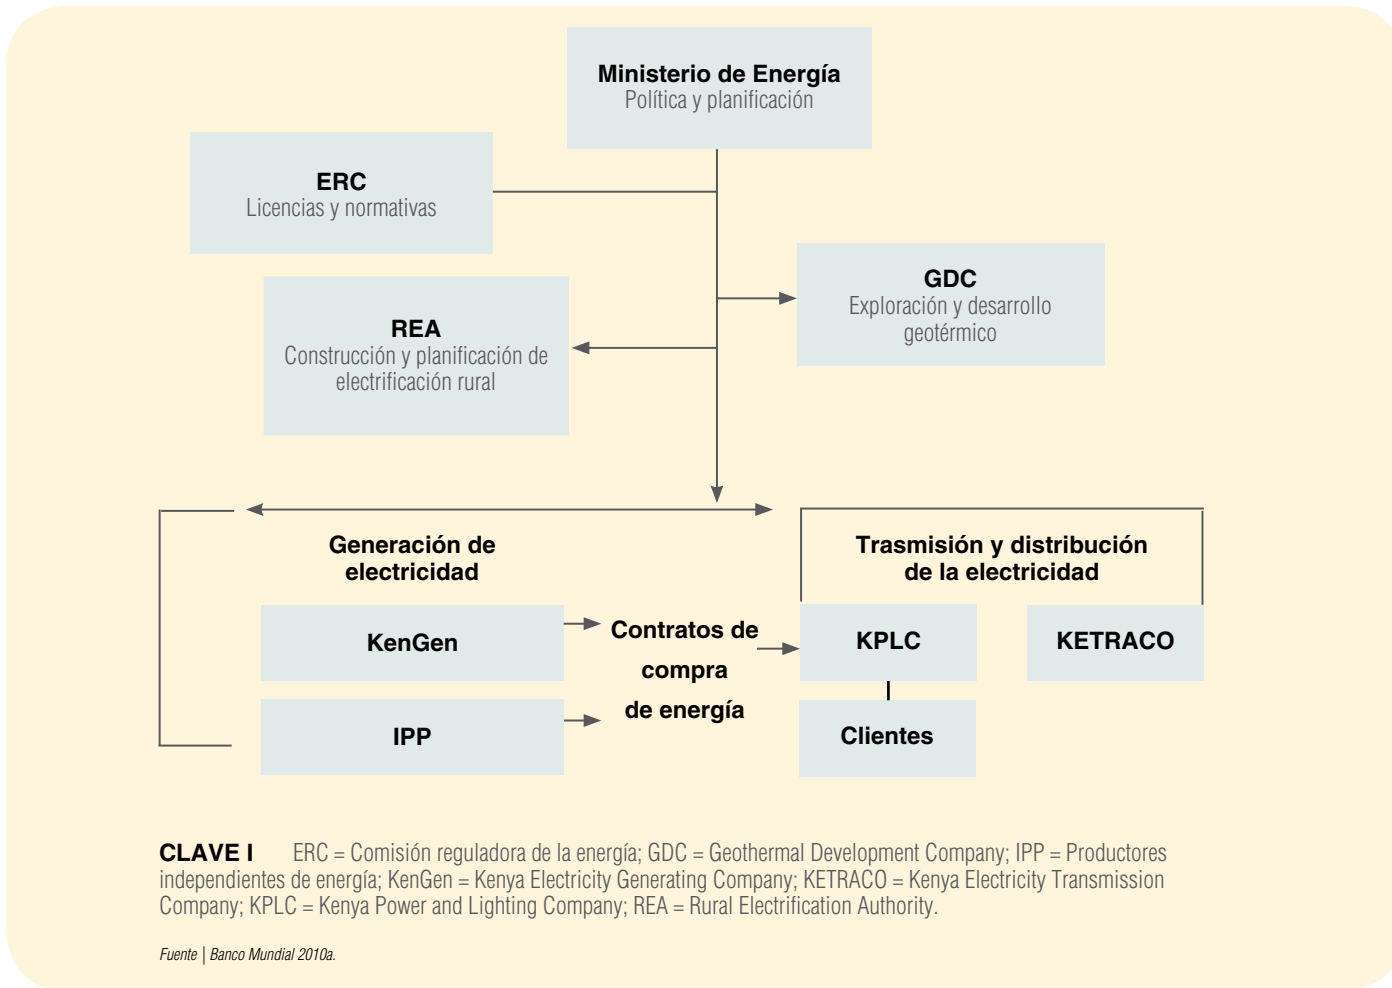 Ministerio de Energía
Política y planificación
ERC
Licencias y normativas
GDC
Exploración y desarrollo
geotérmico
REA
Construcción y planificación de
electrificación rural
Generación de
electricidad
Trasmisión y distribución
de la electricidad
KenGen
IPP
Contratos de
compra
de energía
KPLC
KETRACO
Clientes
CLAVE I ERC = Comisión reguladora de la energía; GDC = Geothermal Development Company; IPP = Productores
independientes de energía; KenGen = Kenya Electricity Generating Company; KETRACO = Kenya Electricity Transmission
Company; KPLC = Kenya Power and Lighting Company; REA = Rural Electrification Authority.
Fuente | Banco Mundial 2010a.